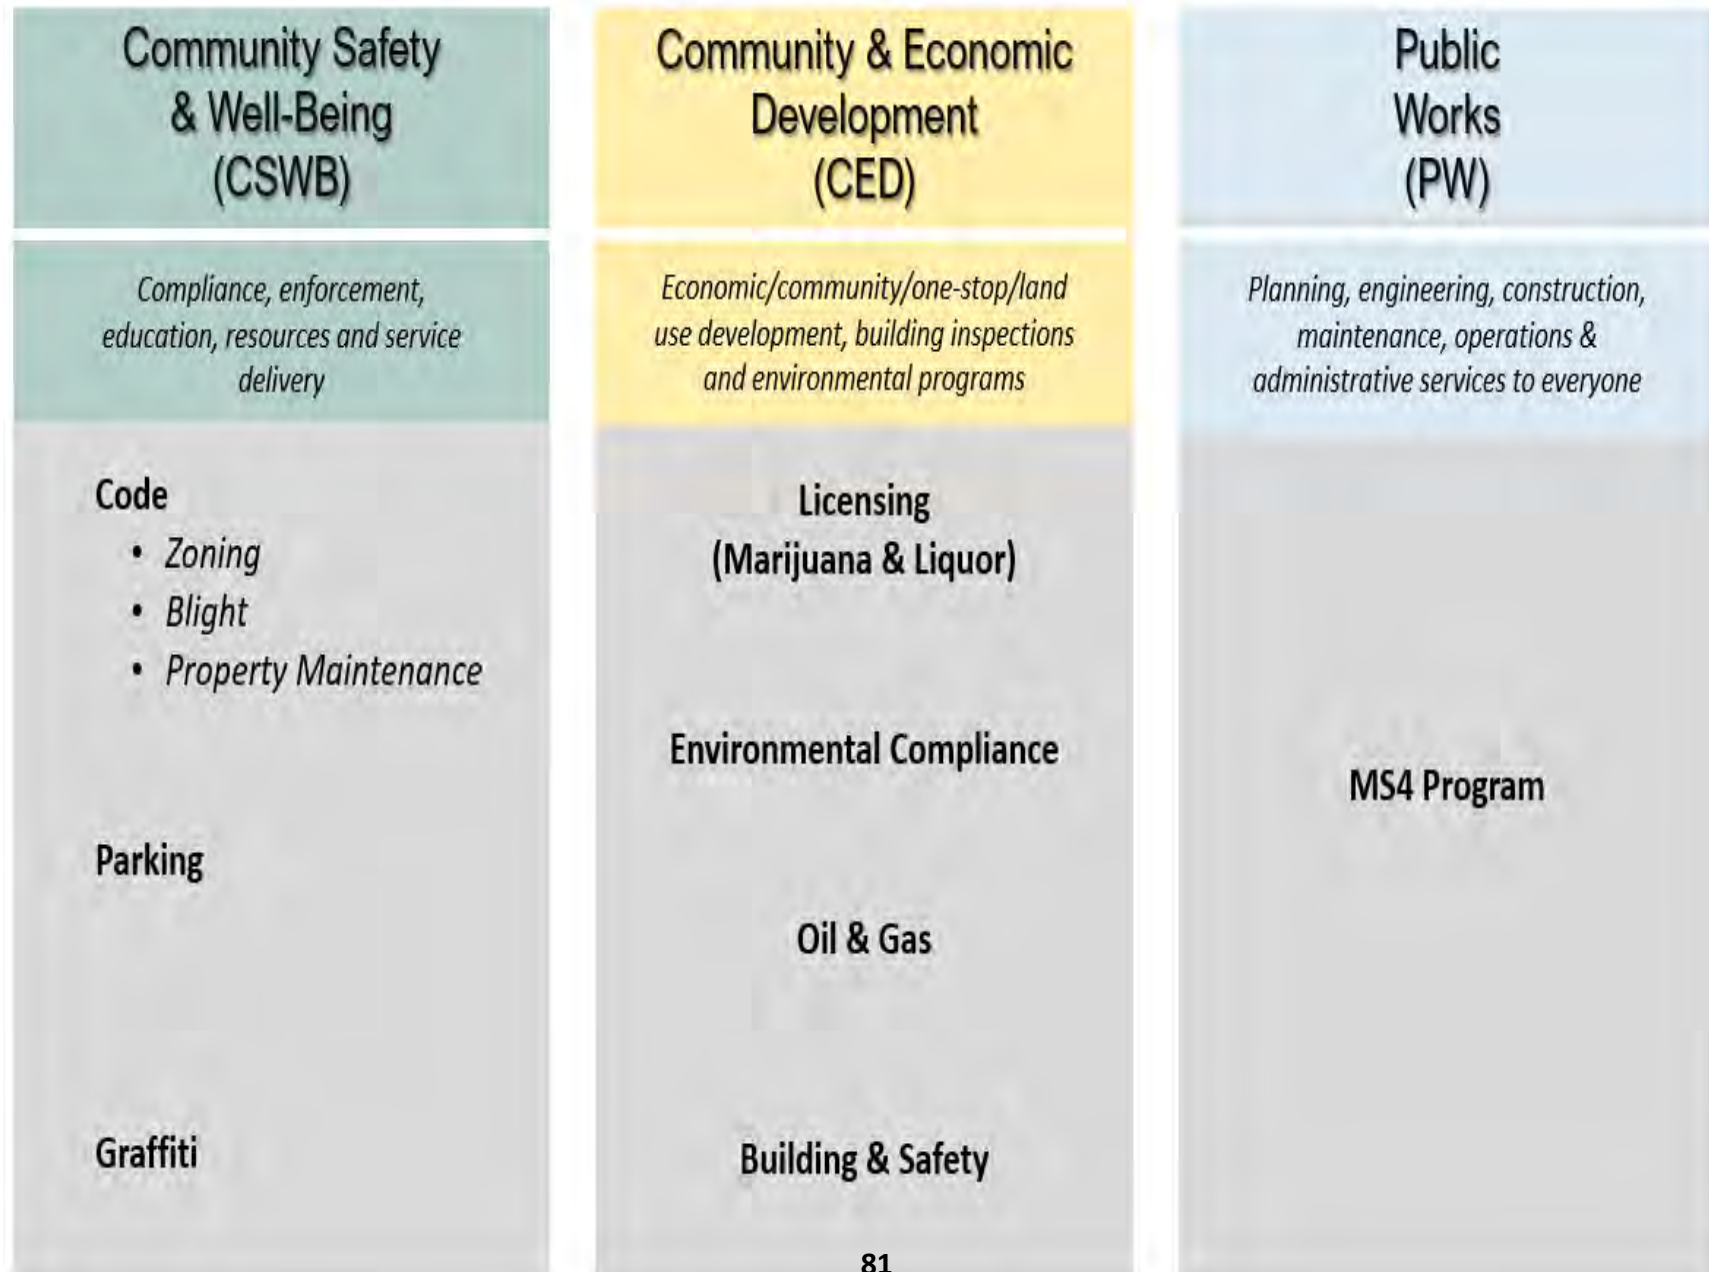 Community Safety
& Well-Being
(CSWB)
Compliance, enforcement,
education, resources and service
delivery
Code
• Zoning
• Blight
• Property Maintenance
Parking
Graffiti
Community & Economic
Development
(CED)
Economic/community/one-stop/land
use development, building inspections
and environmental programs
Licensing
(Marijuana & Liquor)
Environmental Compliance
Oil & Gas
Building & Safety
Public
Works
(PW)
Planning, engineering, construction,
maintenance, operations &
administrative services to everyone
MS4 Program
81